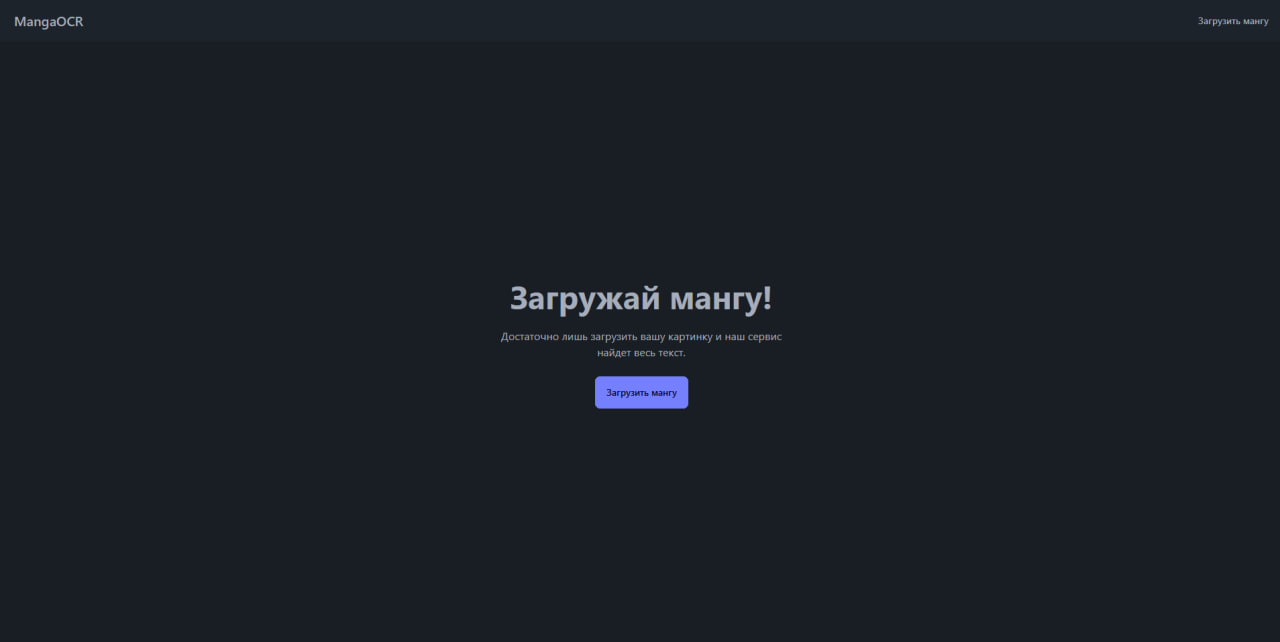 MangaOCR
Загрузить мангу
Загружай мангу!
Достаточно лишь загрузить вашу картинку и наш сервис
найдет весь текст.
Загрузить мангу